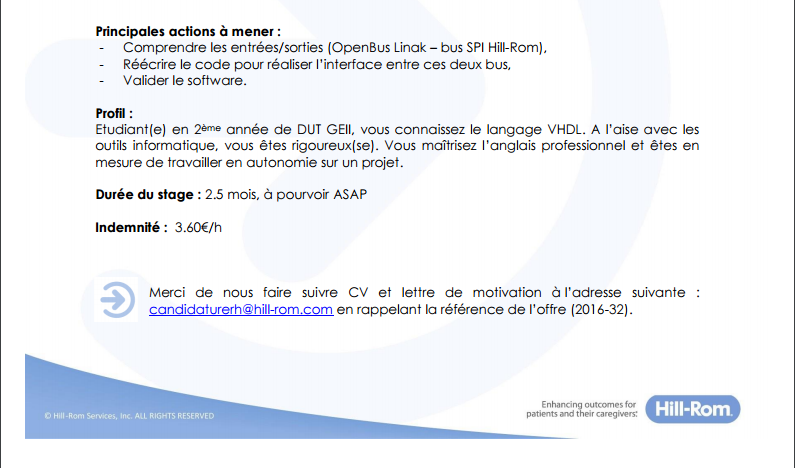 Principales actions à mener :
- Comprendre les entrées/sorties (OpenBus Linak – bus SPI Hill-Rom),
- Réécrire le code pour réaliser l'interface entre ces deux bus,
- Valider le software.
Profil :
Etudiant(e) en 2ème année de DUT GEII, vous connaissez le langage VHDL. A l'aise avec les
outils informatique, vous êtes rigoureux(se). Vous maîtrisez l'anglais professionnel et êtes en
mesure de travailler en autonomie sur un projet.
Durée du stage : 2.5 mois, à pourvoir ASAP
Indemnité : 3.60€/h
Merci de nous faire suivre CV et lettre de motivation à l'adresse suivante :
candidaturerh@hill-rom.com en rappelant la référence de l'offre (2016-32).
Enhancing outcomes for
patients and their caregivers:
Hill-Rom.
© Hill-Rom Services, Inc. ALL RIGHTS RESERVED